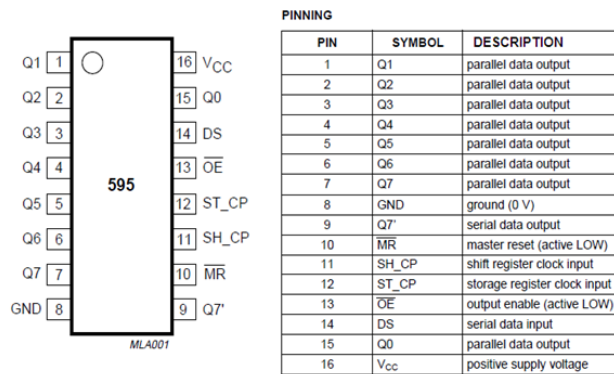 Q1 1 16 VCC
Q2 2 15 Q0
Q3 3 14 DS
Q4 4 13 OE
595
Q5 5 12 ST_CP
Q6 6 11 SH_CP
Q7 7 10 MR
GND 8 9 Q7'
MLA001
PINNING
PIN SYMBOL DESCRIPTION
1 Q1 parallel data output
2 Q2 parallel data output
3 Q3 parallel data output
4 Q4 parallel data output
5 Q5 parallel data output
6 Q6 parallel data output
7 Q7 parallel data output
8 GND ground (0 V)
9 Q7' serial data output
10 MR master reset (active LOW)
11 SH_CP shift register clock input
12 ST_CP storage register clock input
13 OE output enable (active LOW)
14 DS serial data input
15 Q0 parallel data output
16 VCC positive supply voltage